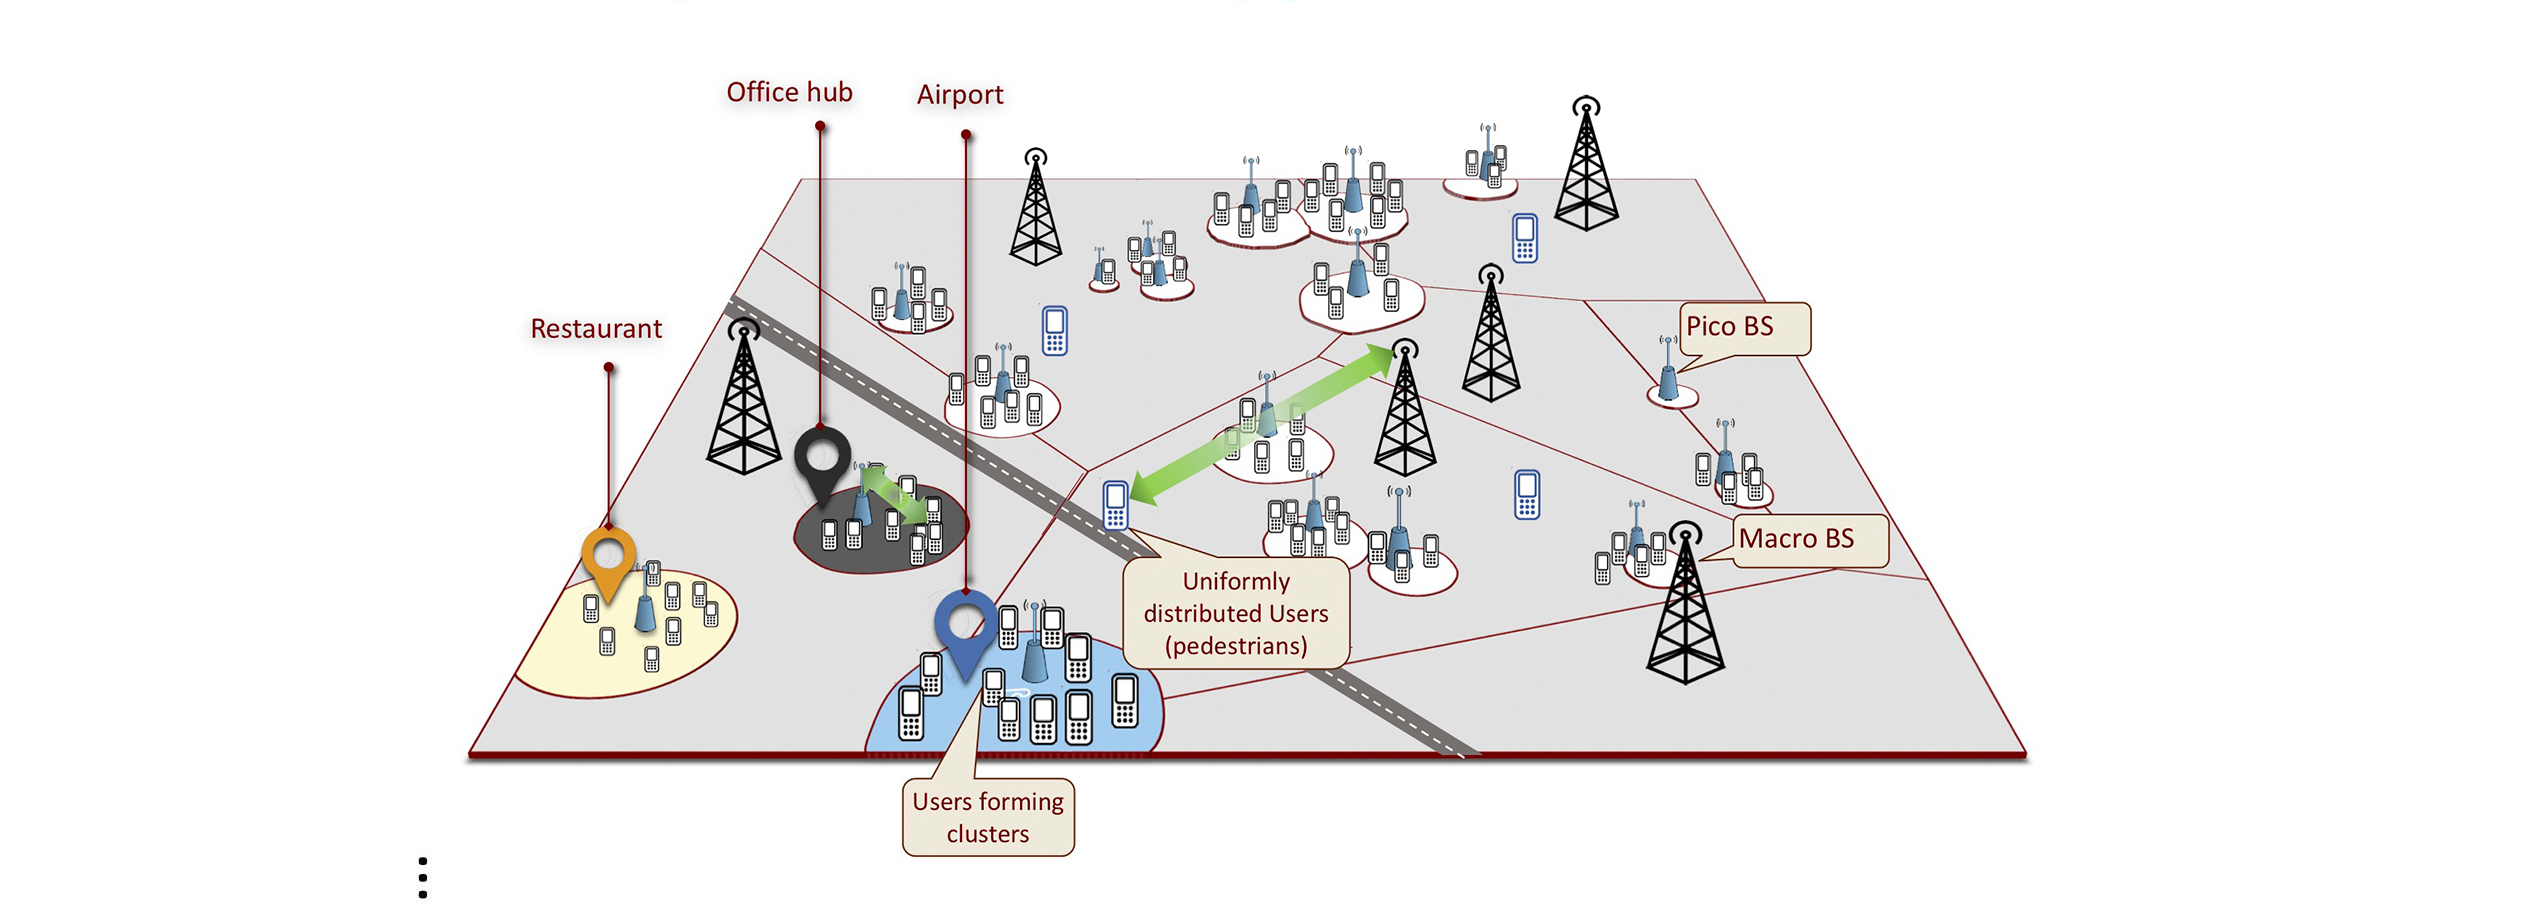 Office hub
Airport
Restaurant
Pico BS
Macro BS
Uniformly
distributed Users
(pedestrians)
Users forming
clusters